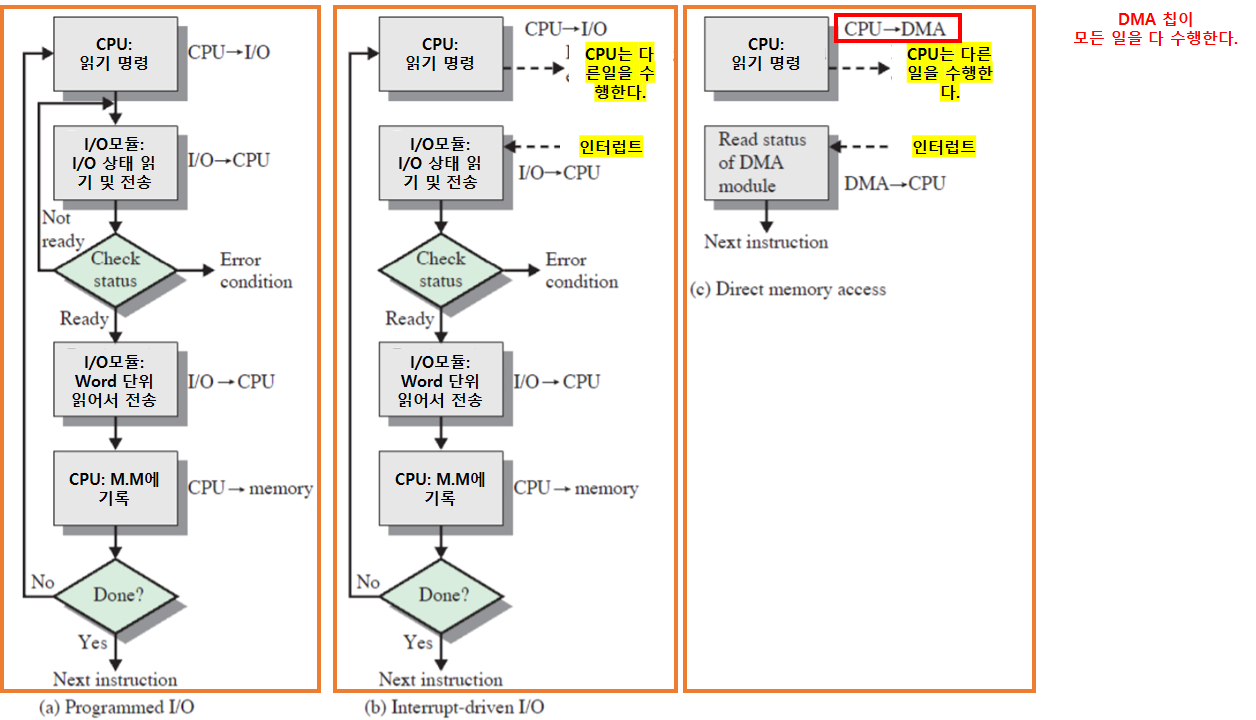 CPU:
읽기 명령
CPU→I/O
I/O모듈:
I/O 상태 읽
기 및 전송
I/O→CPU
Not
ready
Check
status
Error
condition
Ready
I/O모듈:
Word 단위
읽어서 전송
I/O→CPU
CPU: M.M에
기록
CPU→memory
No
Done?
Yes
Next instruction
(a) Programmed I/O
CPU:
읽기 명령
CPU→I/O
CPU는 다
른일을 수
행한다.
I/O모듈:
I/O 상태 읽
기 및 전송
인터럽트
I/O→CPU
Check
status
Error
condition
Ready
I/O모듈:
Word 단위
읽어서 전송
I/O→CPU
CPU: M.M에
기록
CPU→memory
No
Done?
Yes
Next instruction
(b) Interrupt-driven I/O
CPU:
읽기 명령
CPU→DMA
CPU는 다른
일을 수행한
다.
Read status
of DMA
module
인터럽트
DMA→CPU
Next instruction
(c) Direct memory access
DMA 칩이
모든 일을 다 수행한다.